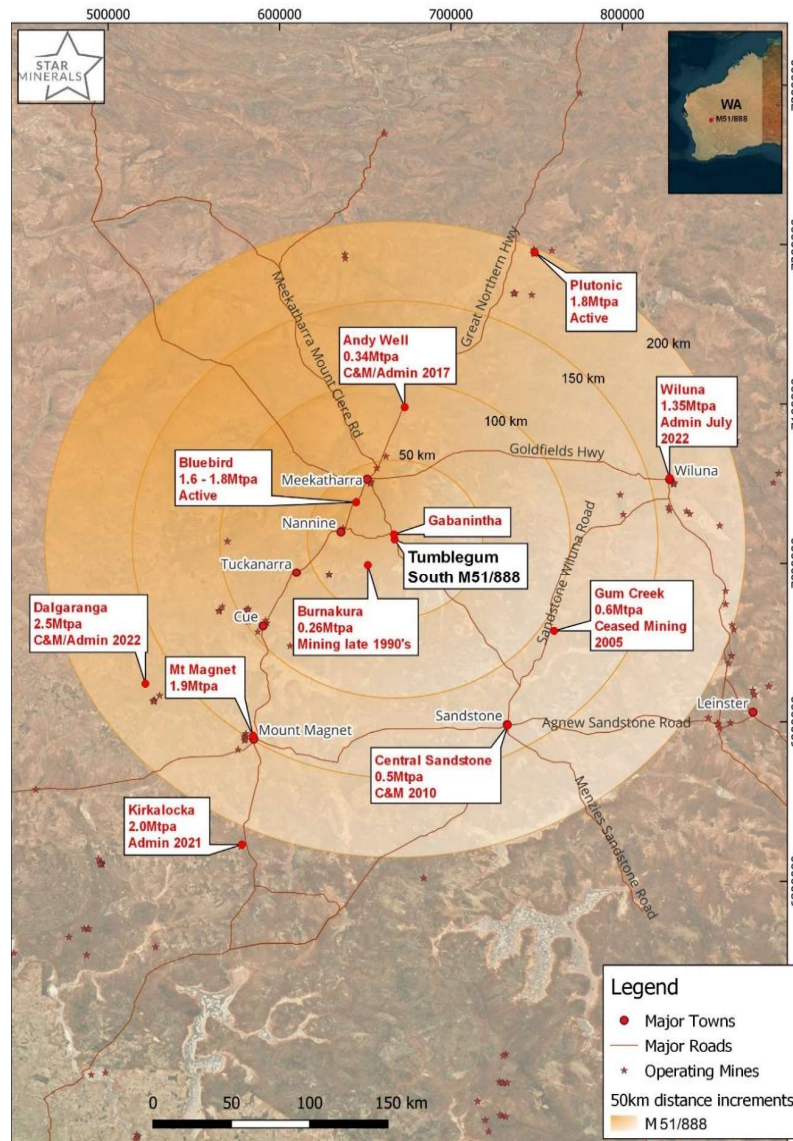 500000
600000
700000
800000
STAR
MINERALS
WA
M51/888
Plutonic
1.8Mtpa
Active
Meekatharra Mount Clere Rd
Great Northern Hwy
200 km
Andy Well
0.34Mtpa
C&M/Admin 2017
150 km
Wiluna
1.35Mtpa
Admin July
2022
100 km
50 km
Goldfields Hwy
Bluebird
1.6 - 1.8Mtpa
Active
Meekatharra
Wiluna
Nannine
Gabanintha
Tumblegum
South M51/888
Tuckanarra
Sandstone Wiluna Road
Dalgaranga
2.5Mtpa
C&M/Admin 2022
Cue
Burnakura
0.26Mtpa
Mining late 1990's
Gum Creek
0.6Mtpa
Ceased Mining
2005
Mt Magnet
1.9Mtpa
Mount Magnet
Sandstone
Agnew Sandstone Road
Leinster
Central Sandstone
0.5Mtpa
C&M 2010
Menzies Sandstone Road
Kirkalocka
2.0Mtpa
Admin 2021
Legend
Major Towns
Major Roads
Operating Mines
50km distance increments
M51/888
0 50 100 150 km